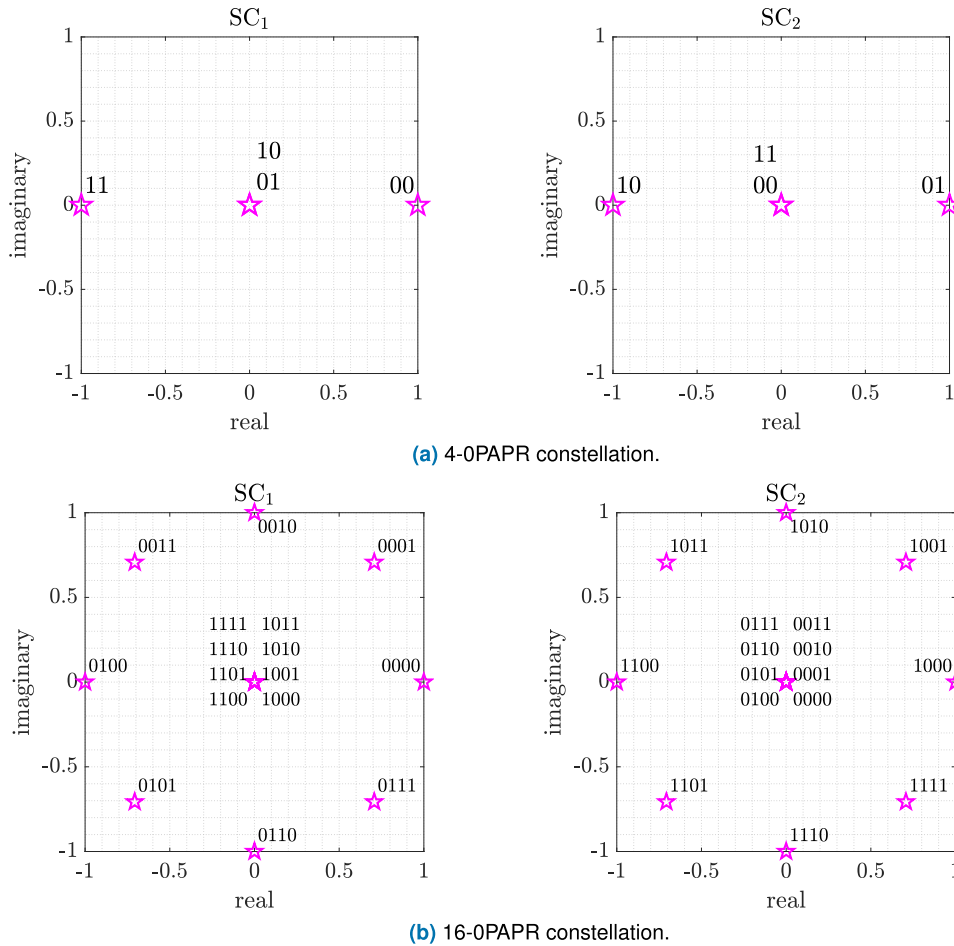 SC1
1
0.5
0
-0.5
-1
imaginary
11
10
01
00
-1 -0.5 0 0.5 1
real
SC2
1
0.5
0
-0.5
-1
imaginary
10
11
00
01
-1 -0.5 0 0.5 1
real
(a) 4-0PAPR constellation.
SC1
1
0.5
0
-0.5
-1
imaginary
0010
0011
0001
1111 1011
1110 1010
0100
1101 1001
0000
1100 1000
0101
0111
0110
-1 -0.5 0 0.5 1
real
SC2
1
0.5
0
-0.5
-1
imaginary
1010
1011
1001
0111 0011
0110 0010
1100
0101 0001
1000
0100 0000
1101
1111
1110
-1 -0.5 0 0.5 1
real
(b) 16-0PAPR constellation.